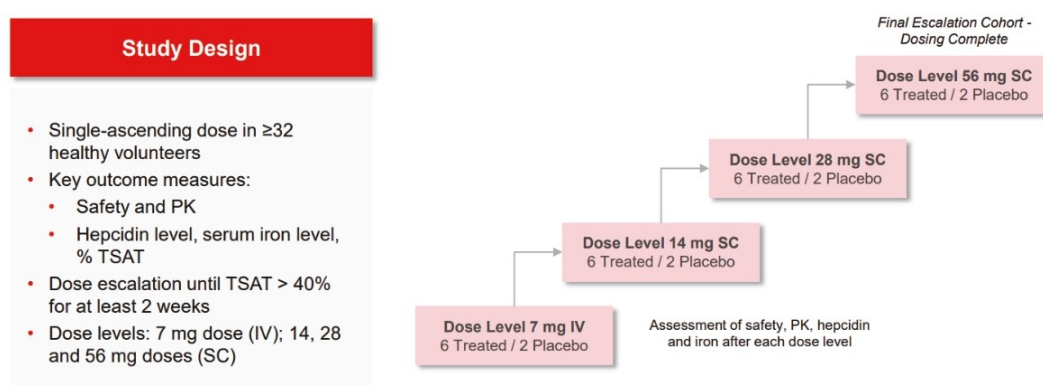 Study Design
• Single-ascending dose in ≥32
healthy volunteers
• Key outcome measures:
• Safety and PK
• Hepcidin level, serum iron level,
% TSAT
• Dose escalation until TSAT > 40%
for at least 2 weeks
• Dose levels: 7 mg dose (IV); 14, 28
and 56 mg doses (SC)
Final Escalation Cohort -
Dosing Complete
Dose Level 56 mg SC
6 Treated / 2 Placebo
Dose Level 28 mg SC
6 Treated / 2 Placebo
Dose Level 14 mg SC
6 Treated / 2 Placebo
Dose Level 7 mg IV
6 Treated / 2 Placebo
Assessment of safety, PK, hepcidin
and iron after each dose level